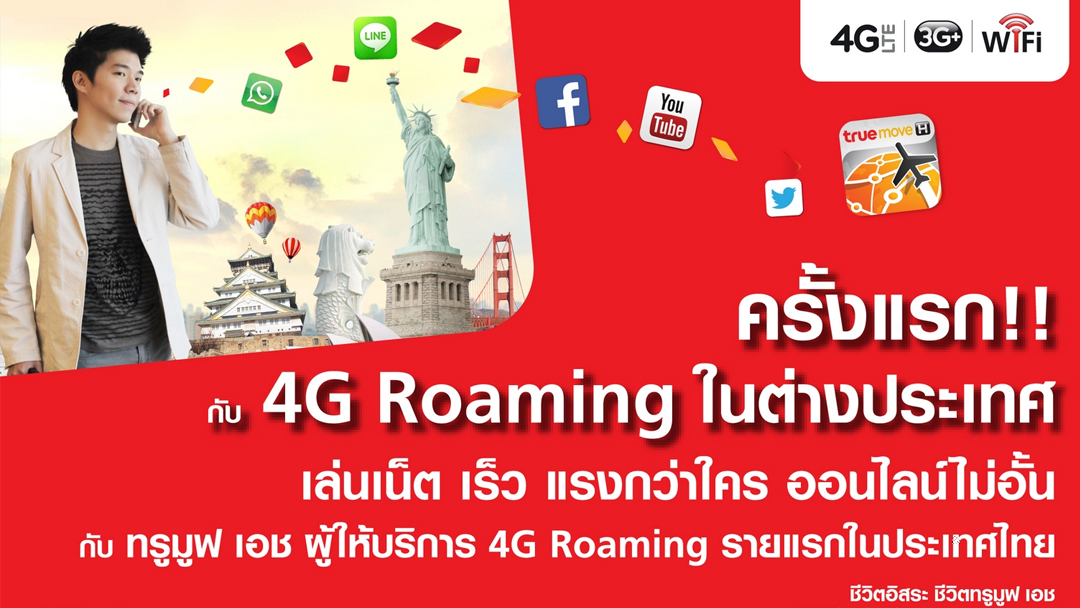 4G LTE 3G+ WiFi
LINE
You
Tube
true move H
ครั้งแรก!!
กับ 4G Roaming ในต่างประเทศ
เล่นเน็ต เร็ว แรงกว่าใคร ออนไลน์ไม่อั้น
กับ ทรูมูฟ เอช ผู้ให้บริการ 4G Roaming รายแรกในประเทศไทย
ชีวิตอิสระ ชีวิตทรูมูฟ เอช